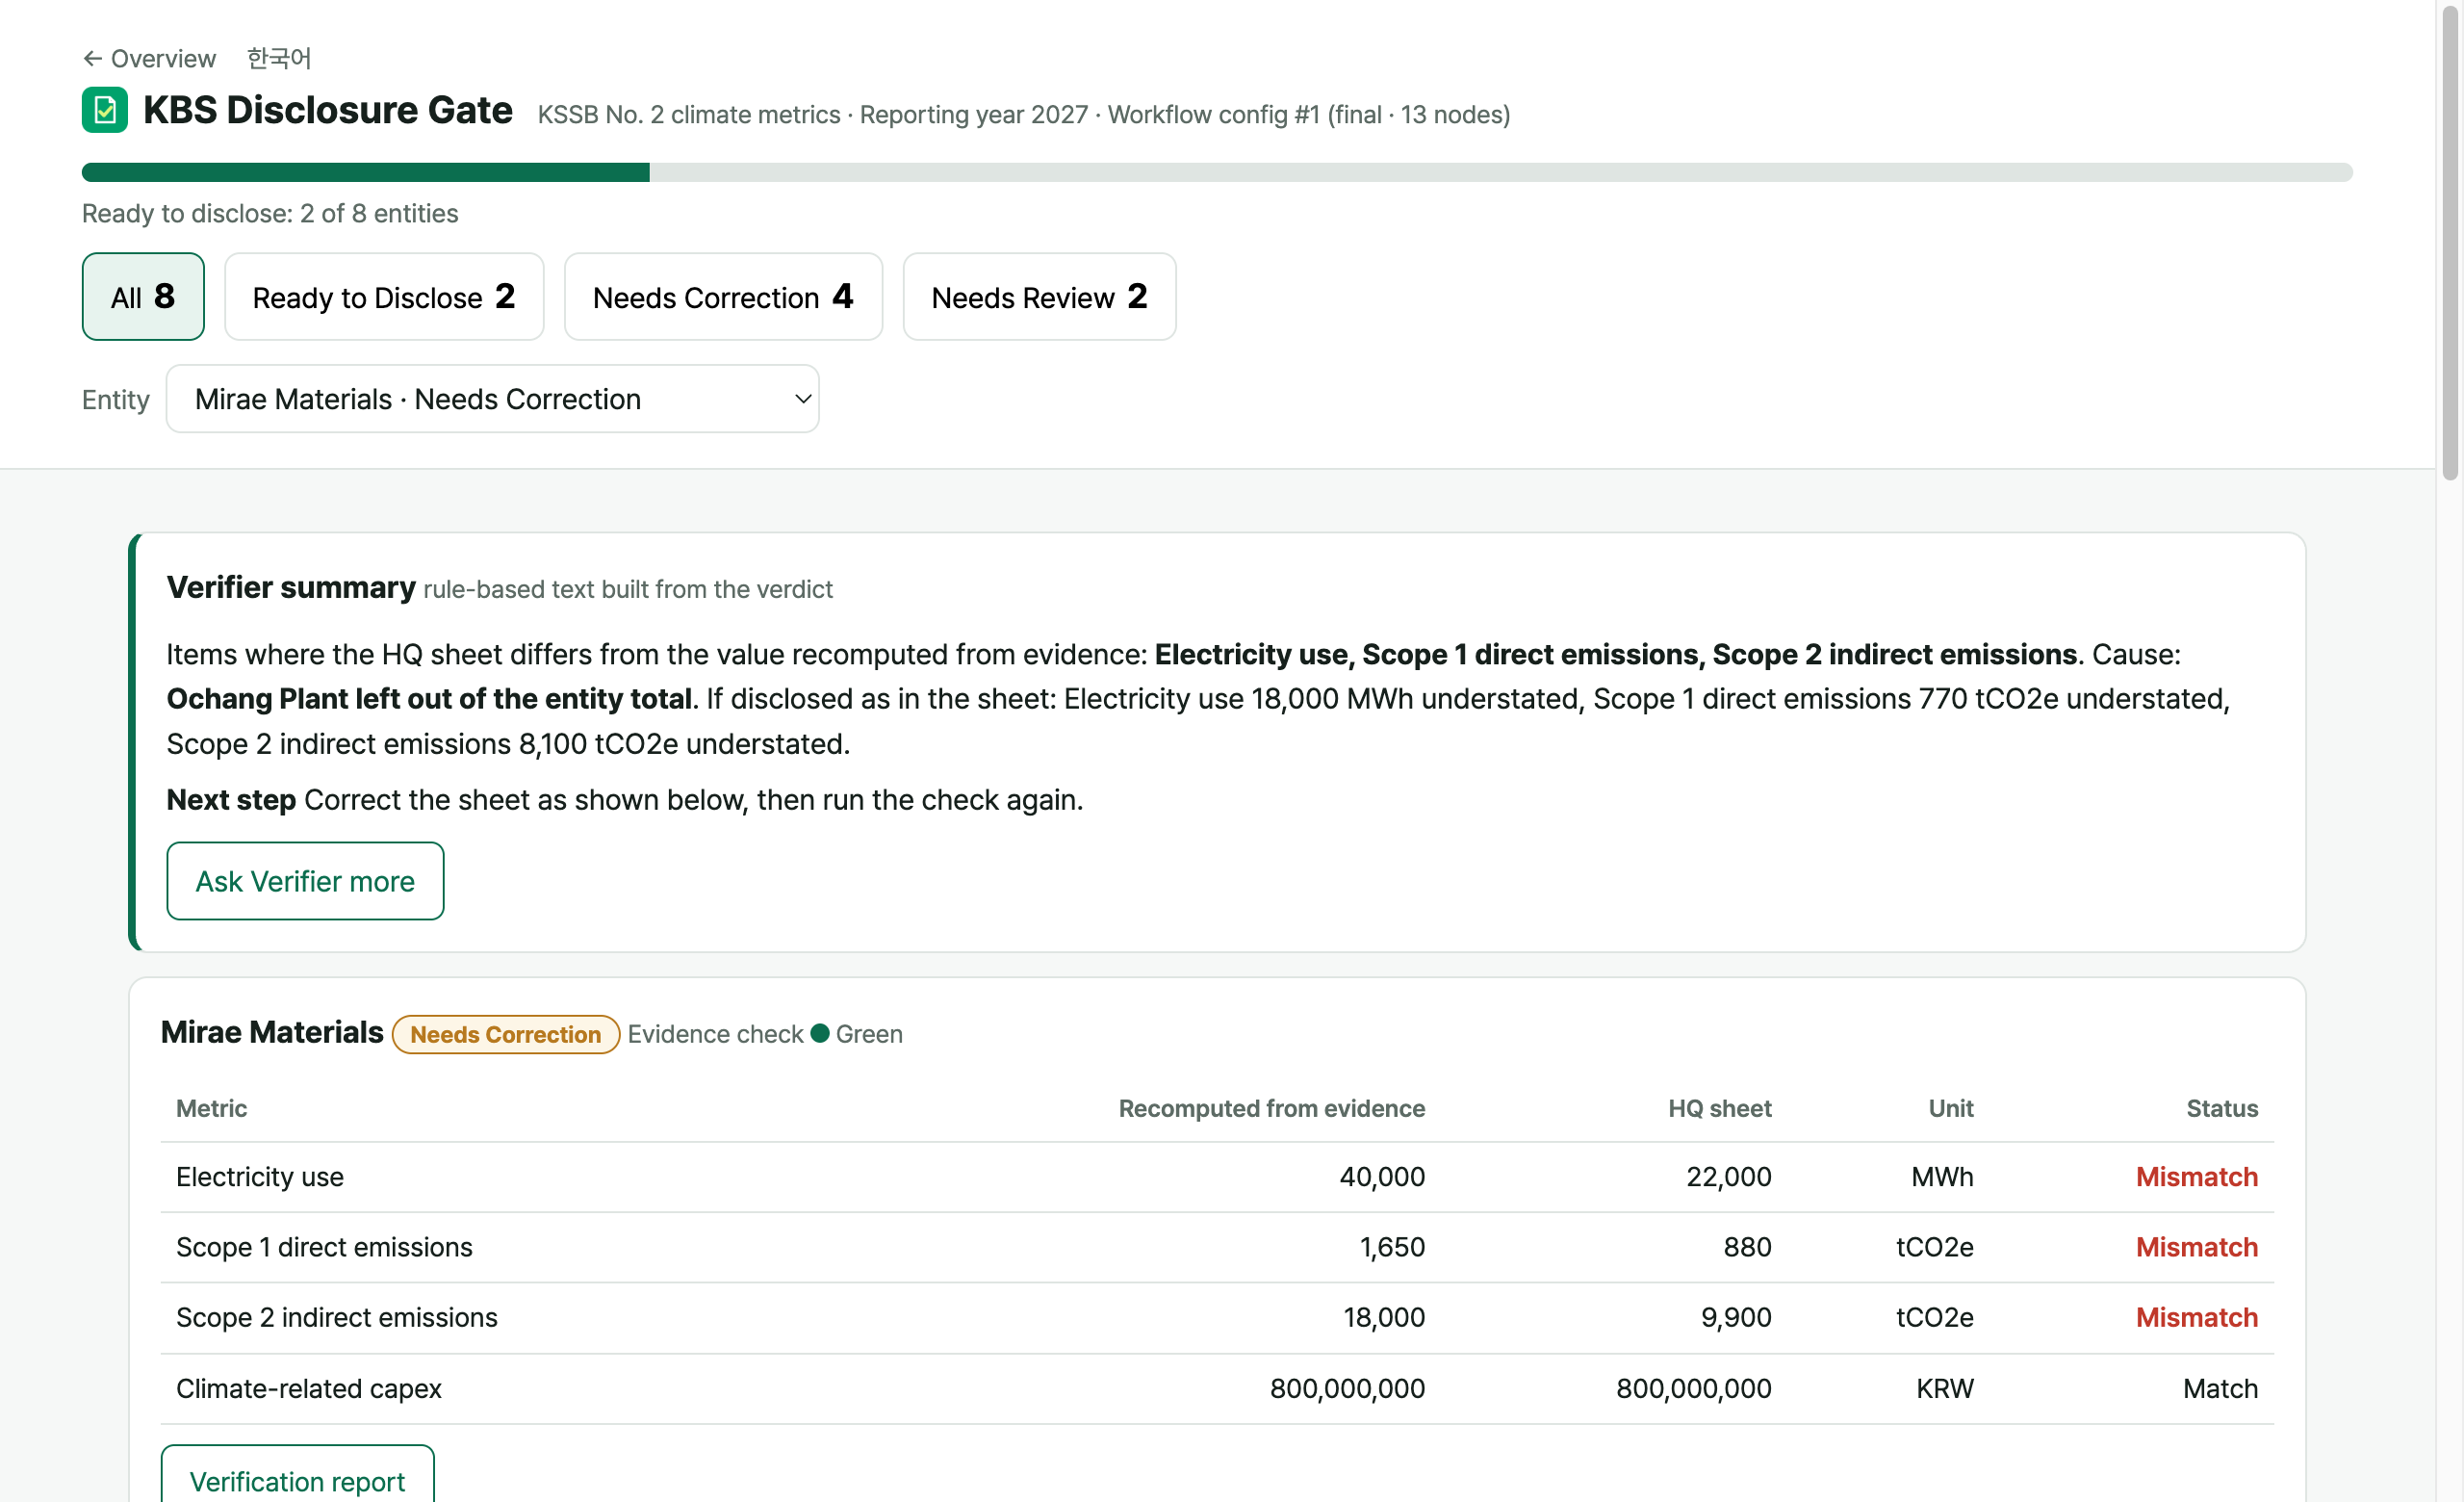 ← Overview 한국어
KBS Disclosure Gate KSSB No. 2 climate metrics · Reporting year 2027 · Workflow config #1 (final · 13 nodes)
Ready to disclose: 2 of 8 entities
All 8 Ready to Disclose 2 Needs Correction 4 Needs Review 2
Entity Mirae Materials · Needs Correction
Verifier summary rule-based text built from the verdict
Items where the HQ sheet differs from the value recomputed from evidence: Electricity use, Scope 1 direct emissions, Scope 2 indirect emissions. Cause:
Ochang Plant left out of the entity total. If disclosed as in the sheet: Electricity use 18,000 MWh understated, Scope 1 direct emissions 770 tCO2e understated,
Scope 2 indirect emissions 8,100 tCO2e understated.
Next step Correct the sheet as shown below, then run the check again.
Ask Verifier more
Mirae Materials Needs Correction Evidence check Green
Metric Recomputed from evidence HQ sheet Unit Status
Electricity use 40,000 22,000 MWh Mismatch
Scope 1 direct emissions 1,650 880 tCO2e Mismatch
Scope 2 indirect emissions 18,000 9,900 tCO2e Mismatch
Climate-related capex 800,000,000 800,000,000 KRW Match
Verification report